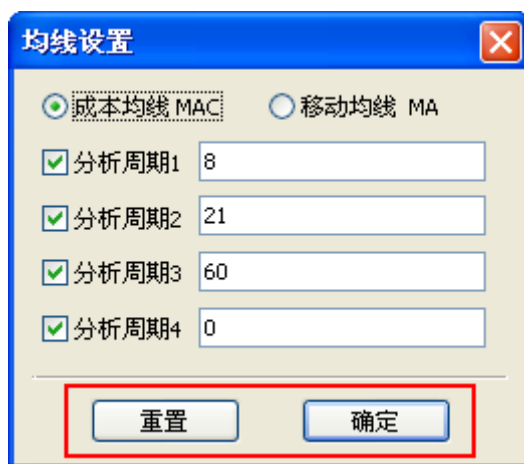 均线设置
成本均线 MAC 移动均线 MA
分析周期1 8
分析周期2 21
分析周期3 60
分析周期4 0
重置 确定